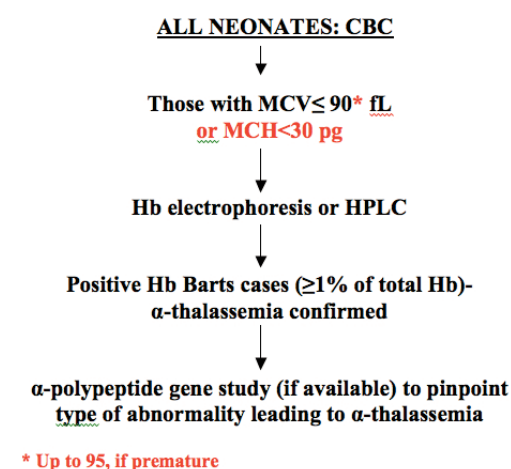 ALL NEONATES: CBC
Those with MCV≤ 90* fL
or MCH<30 pg
Hb electrophoresis or HPLC
Positive Hb Barts cases (≥1% of total Hb)-
α-thalassemia confirmed
α-polypeptide gene study (if available) to pinpoint
type of abnormality leading to α-thalassemia
* Up to 95, if premature